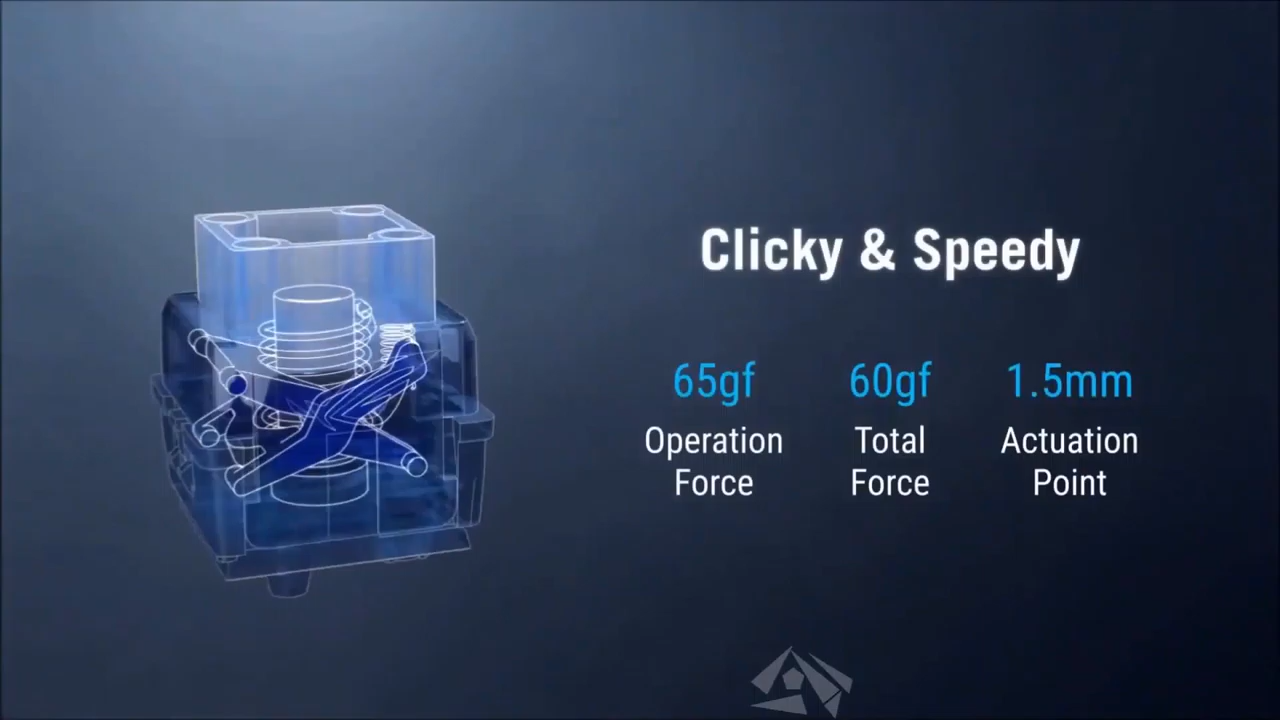 Clicky & Speedy
65gf
Operation
Force
60gf
Total
Force
1.5mm
Actuation
Point